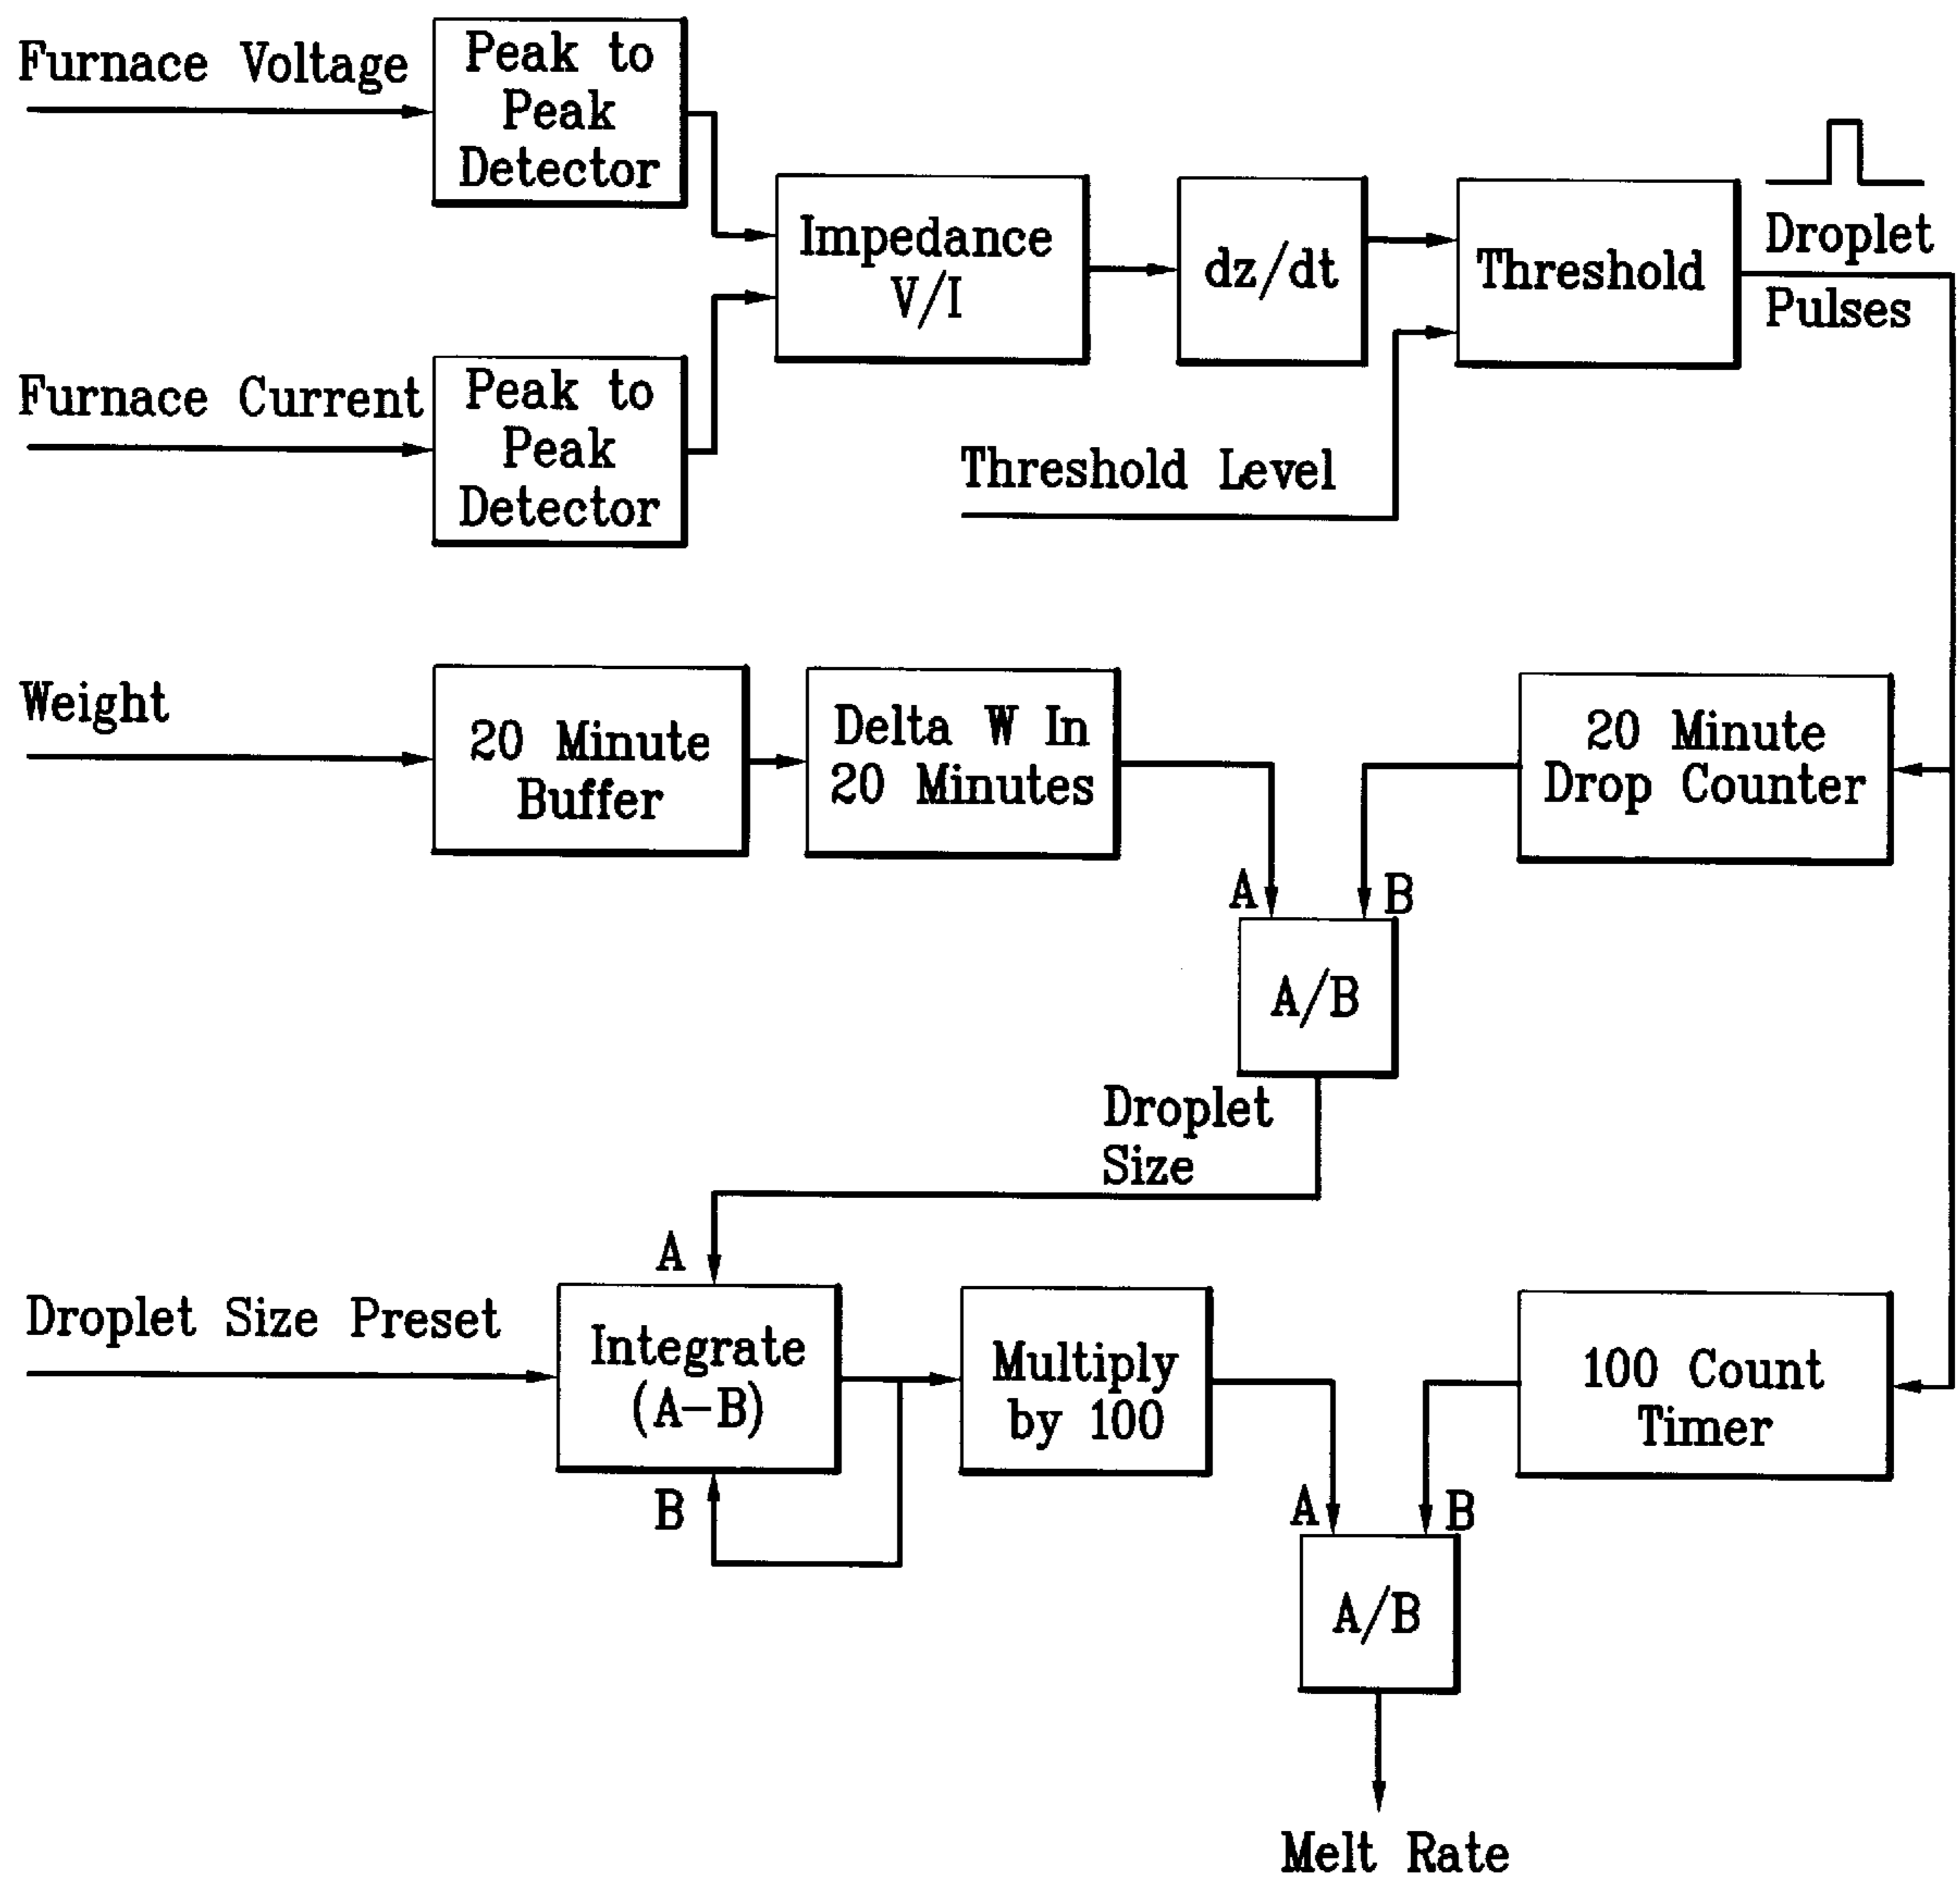 Furnace Voltage
Peak to
Peak
Detector
Impedance
V/I
dz/dt
Threshold
Droplet
Pulses
Furnace Current
Peak to
Peak
Detector
Threshold Level
Weight
20 Minute
Buffer
Delta W In
20 Minutes
20 Minute
Drop Counter
A
B
A/B
Droplet
Size
A
Droplet Size Preset
Integrate
(A-B)
B
Multiply
by 100
100 Count
Timer
A
B
A/B
Melt Rate